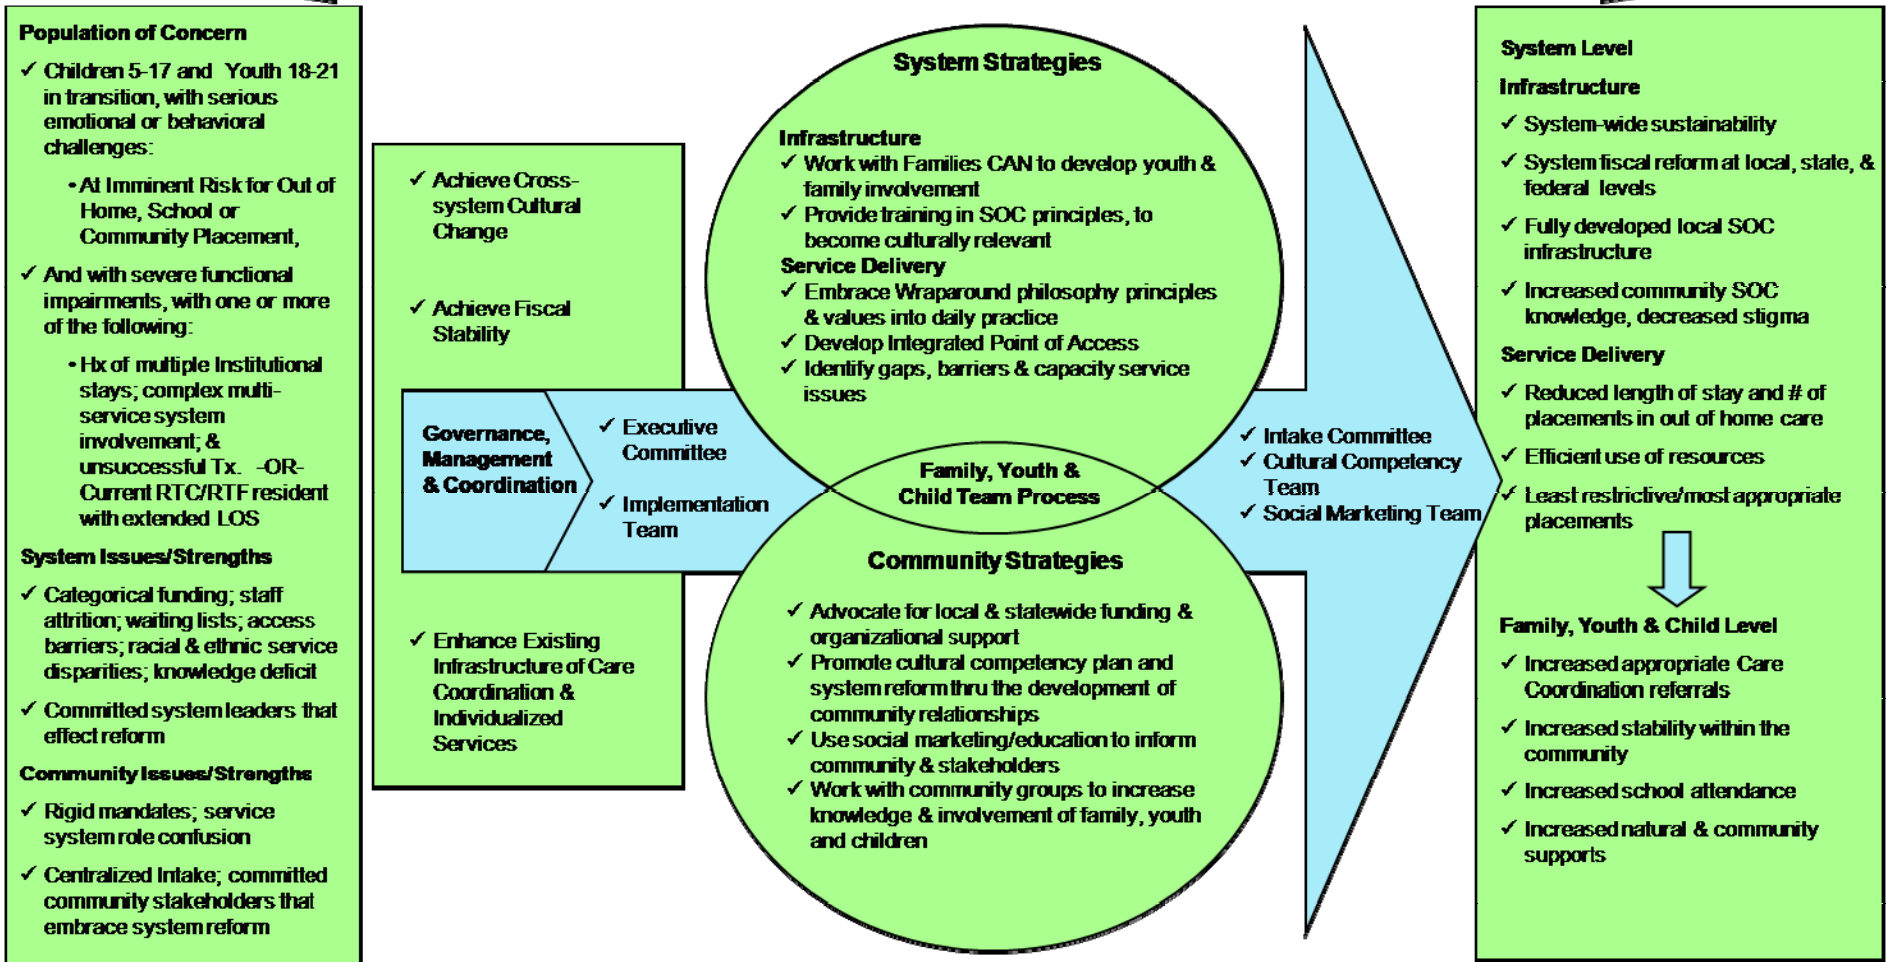 Population of Concern
✓ Children 5-17 and Youth 18-21
in transition, with serious
emotional or behavioral
challenges:
• At Imminent Risk for Out of
Home, School or
Community Placement,
✓ And with severe functional
impairments, with one or more
of the following:
• Hx of multiple Institutional
stays; complex multi-
service system
involvement; &
unsuccessful Tx. -OR-
Current RTC/RTF resident
with extended LOS
System Issues/Strengths
✓ Categorical funding; staff
attrition; waiting lists; access
barriers; racial & ethnic service
disparities; knowledge deficit
✓ Committed system leaders that
effect reform
Community Issues/Strengths
✓ Rigid mandates; service
system role confusion
✓ Centralized Intake; committed
community stakeholders that
embrace system reform
✓ Achieve Cross-
system Cultural
Change
✓ Achieve Fiscal
Stability
Governance,
Management
& Coordination
✓ Executive
Committee
✓ Implementation
Team
✓ Enhance Existing
Infrastructure of Care
Coordination &
Individualized
Services
System Strategies
Infrastructure
✓ Work with Families CAN to develop youth &
family involvement
✓ Provide training in SOC principles, to
become culturally relevant
Service Delivery
✓ Embrace Wraparound philosophy principles
& values into daily practice
✓ Develop Integrated Point of Access
✓ Identify gaps, barriers & capacity service
issues
Family, Youth &
Child Team Process
Community Strategies
✓ Advocate for local & statewide funding &
organizational support
✓ Promote cultural competency plan and
system reform thru the development of
community relationships
✓ Use social marketing/education to inform
community & stakeholders
✓ Work with community groups to increase
knowledge & involvement of family, youth
and children
✓ Intake Committee
✓ Cultural Competency
Team
✓ Social Marketing Team
System Level
Infrastructure
✓ System-wide sustainability
✓ System fiscal reform at local, state, &
federal levels
✓ Fully developed local SOC
infrastructure
✓ Increased community SOC
knowledge, decreased stigma
Service Delivery
✓ Reduced length of stay and # of
placements in out of home care
✓ Efficient use of resources
✓ Least restrictive/most appropriate
placements
Family, Youth & Child Level
✓ Increased appropriate Care
Coordination referrals
✓ Increased stability within the
community
✓ Increased school attendance
✓ Increased natural & community
supports